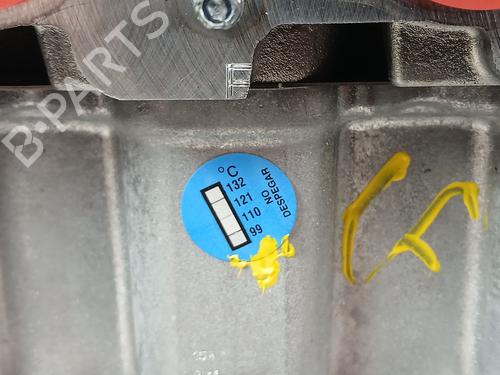 B-PARTS
°C
132
121
110
99
NO
DESPEGAR